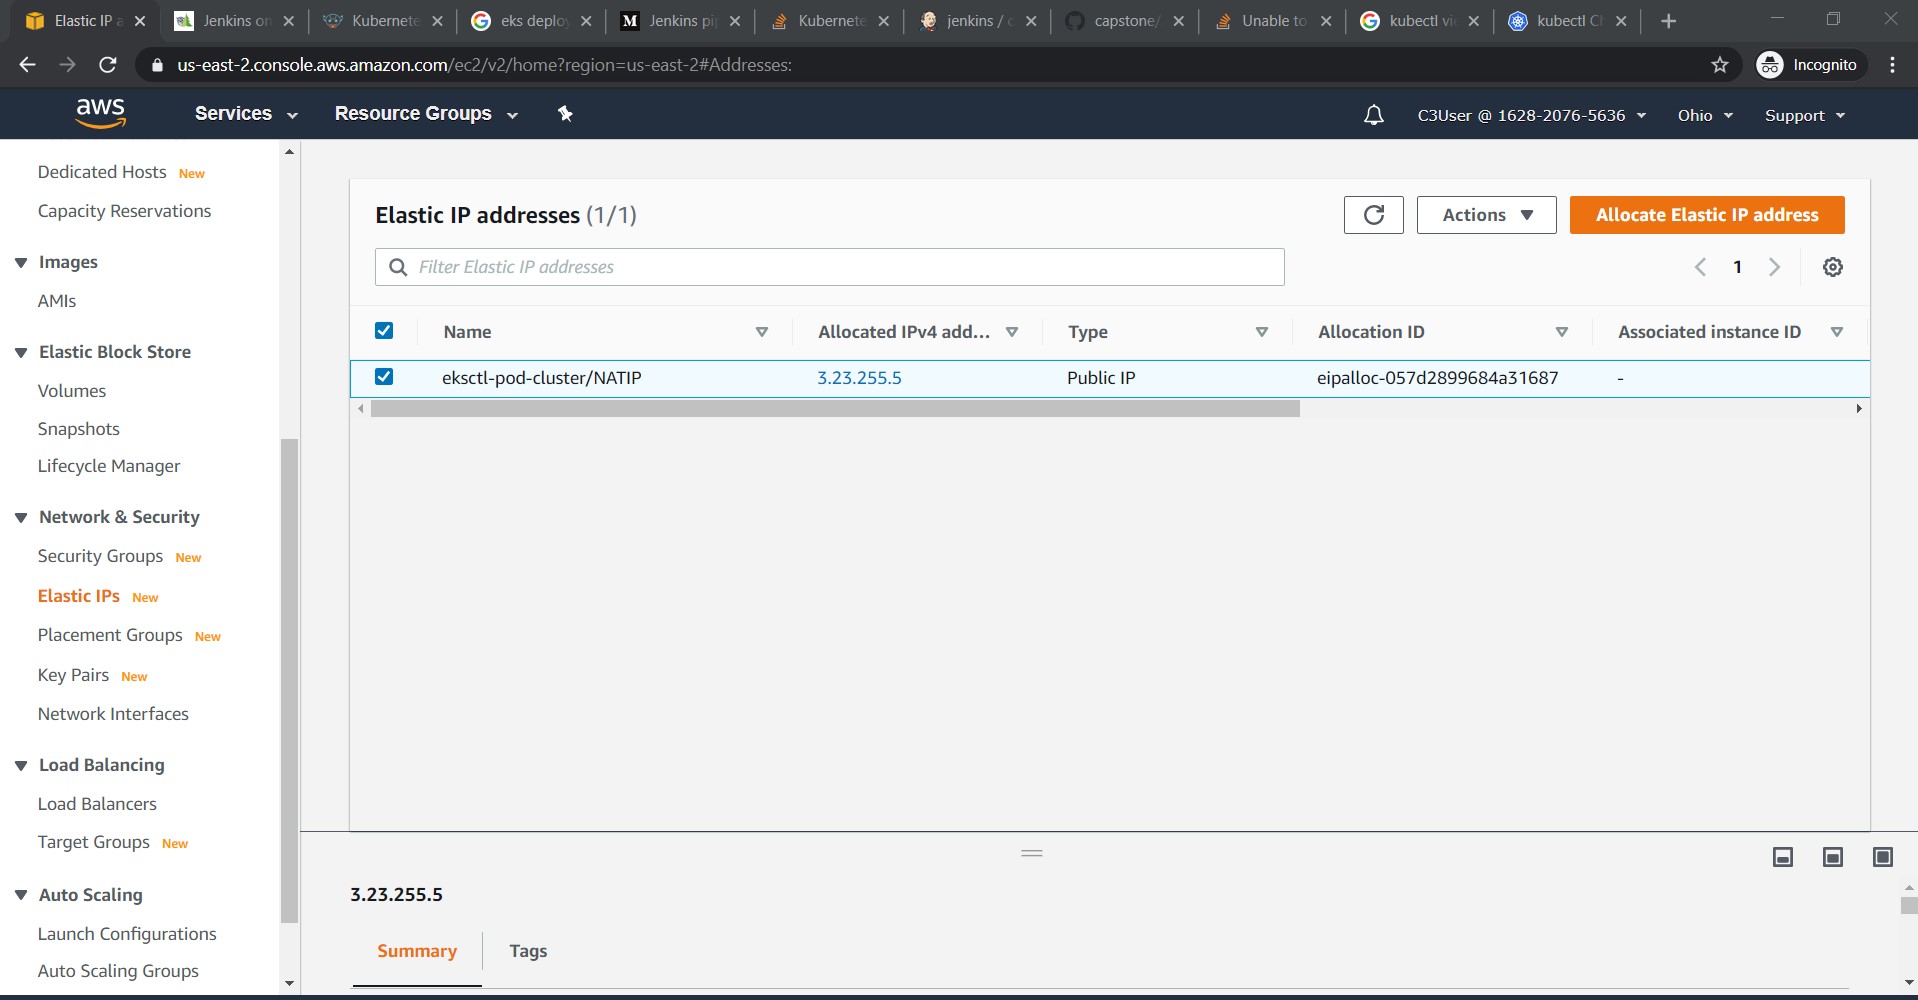 Elastic IP a
Jenkins on
Kubernete
eks deplo
Jenkins pi
Kubernete
jenkins / c
capstone/
Unable to
kubectl vi
kubectl Ch
us-east-2.console.aws.amazon.com/ec2/v2/home?region=us-east-2#Addresses:
Incognito
aws
Services
Resource Groups
C3User @ 1628-2076-5636
Ohio
Support
Dedicated Hosts New
Capacity Reservations
Images
AMIs
Elastic Block Store
Volumes
Snapshots
Lifecycle Manager
Network & Security
Security Groups New
Elastic IPs New
Placement Groups New
Key Pairs New
Network Interfaces
Load Balancing
Load Balancers
Target Groups New
Auto Scaling
Launch Configurations
Auto Scaling Groups
Elastic IP addresses (1/1)
Actions
Allocate Elastic IP address
Filter Elastic IP addresses
1
Name
Allocated IPv4 add...
Type
Allocation ID
Associated instance ID
eksctl-pod-cluster/NATIP
3.23.255.5
Public IP
eipalloc-057d2899684a31687
-
3.23.255.5
Summary
Tags